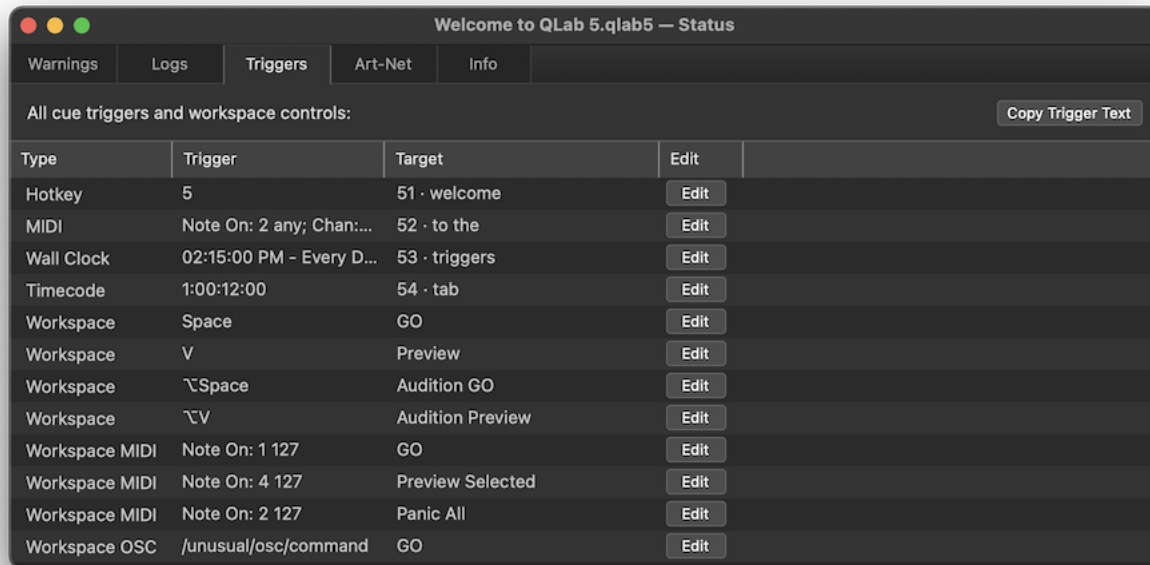 Welcome to QLab 5.qlab5 — Status
Warnings Logs Triggers Art-Net Info
All cue triggers and workspace controls: Copy Trigger Text
Type Trigger Target Edit
Hotkey 5 51 · welcome Edit
MIDI Note On: 2 any; Chan:... 52 · to the Edit
Wall Clock 02:15:00 PM - Every D... 53 · triggers Edit
Timecode 1:00:12:00 54 · tab Edit
Workspace Space GO Edit
Workspace V Preview Edit
Workspace ⌥Space Audition GO Edit
Workspace ⌥V Audition Preview Edit
Workspace MIDI Note On: 1 127 GO Edit
Workspace MIDI Note On: 4 127 Preview Selected Edit
Workspace MIDI Note On: 2 127 Panic All Edit
Workspace OSC /unusual/osc/command GO Edit